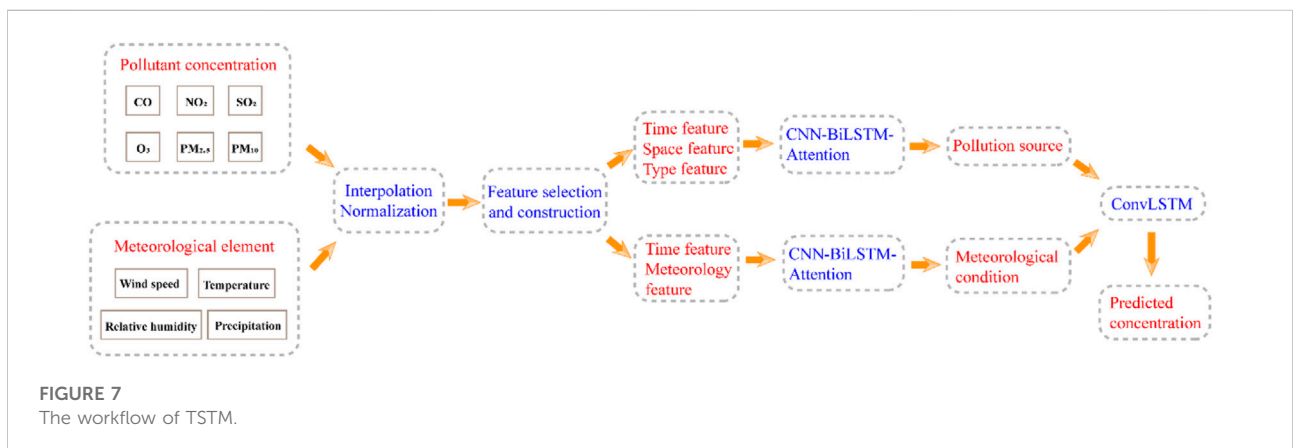 Pollutant concentration
CO
NO₂
SO₂
O₃
PM₂.₅
PM₁₀
Meteorological element
Wind speed
Temperature
Relative humidity
Precipitation
Interpolation
Normalization
Feature selection
and construction
Time feature
Space feature
Type feature
CNN-BiLSTM-
Attention
Pollution source
Time feature
Meteorology
feature
CNN-BiLSTM-
Attention
Meteorological
condition
ConvLSTM
Predicted
concentration
FIGURE 7
The workflow of TSTM.